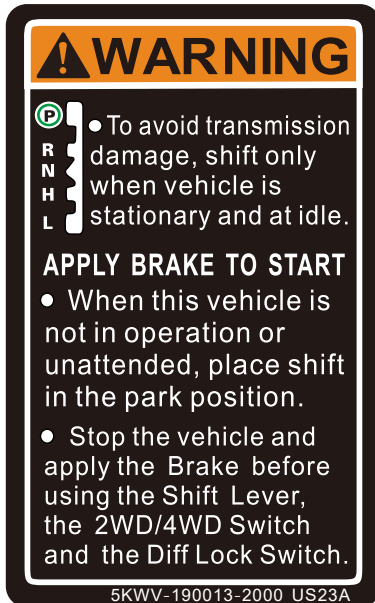 WARNING
P
R
N
H
L
• To avoid transmission
damage, shift only
when vehicle is
stationary and at idle.
APPLY BRAKE TO START
• When this vehicle is
not in operation or
unattended, place shift
in the park position.
• Stop the vehicle and
apply the Brake before
using the Shift Lever,
the 2WD/4WD Switch
and the Diff Lock Switch.
5KWV-190013-2000 US23A